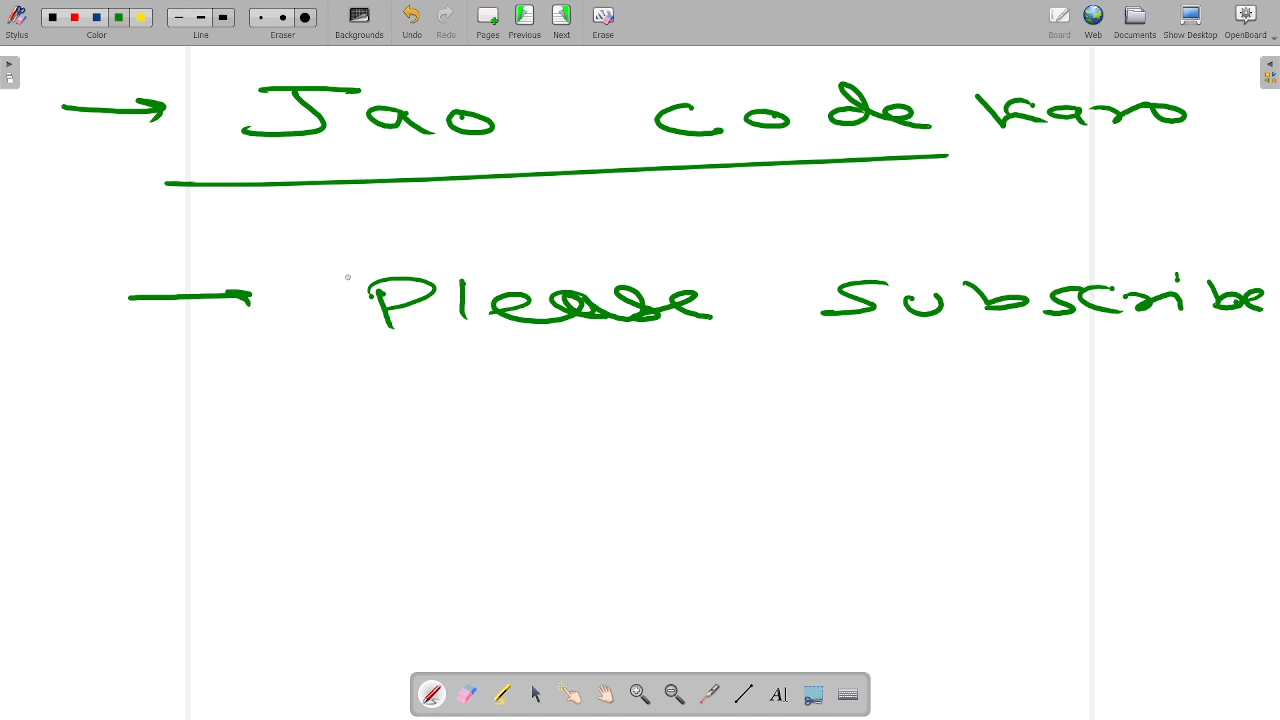 Stylus Color Line Eraser Backgrounds Undo Redo Pages Previous Next Erase Board Web Documents Show Desktop OpenBoard
Jao code karo
Please Subscribe